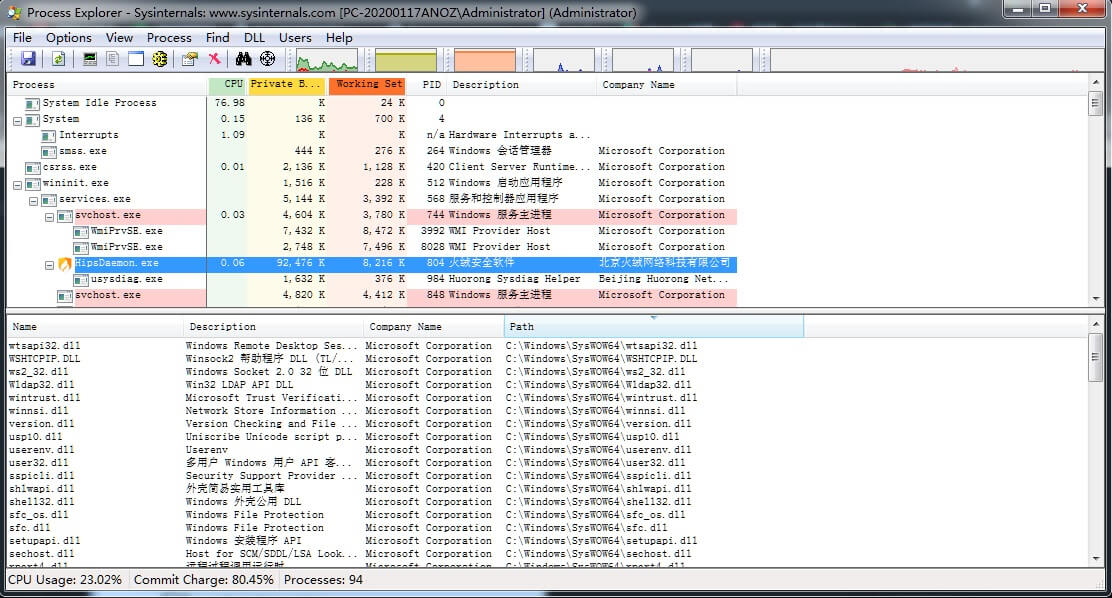 Process Explorer - Sysinternals: www.sysinternals.com [PC-20200117ANOZ\Administrator] (Administrator)
File Options View Process Find DLL Users Help
Process CPU Private B... Working Set PID Description Company Name
System Idle Process 76.98 K 24 K 0
System 0.15 136 K 700 K 4
Interrupts 1.09 K K n/a Hardware Interrupts a...
smss.exe 444 K 276 K 264 Windows 会话管理器 Microsoft Corporation
csrss.exe 0.01 2,136 K 1,128 K 420 Client Server Runtime... Microsoft Corporation
wininit.exe 1,516 K 228 K 512 Windows 启动应用程序 Microsoft Corporation
services.exe 5,144 K 3,392 K 568 服务和控制器应用程序 Microsoft Corporation
svchost.exe 0.03 4,604 K 3,780 K 744 Windows 服务主进程 Microsoft Corporation
WmiPrvSE.exe 7,432 K 8,472 K 3992 WMI Provider Host Microsoft Corporation
WmiPrvSE.exe 2,748 K 7,496 K 8028 WMI Provider Host Microsoft Corporation
HipsDaemon.exe 0.06 92,476 K 8,216 K 804 火绒安全软件 北京火绒网络科技有限公司
usysdiag.exe 1,632 K 376 K 984 Huorong Sysdiag Helper Beijing Huorong Net...
svchost.exe 4,820 K 4,412 K 848 Windows 服务主进程 Microsoft Corporation
Name Description Company Name Path
wtsapi32.dll Windows Remote Desktop Ses... Microsoft Corporation C:\Windows\SysWOW64\wtsapi32.dll
WSHTCPIP.DLL Winsock2 帮助程序 DLL (TL/... Microsoft Corporation C:\Windows\SysWOW64\WSHTCPIP.DLL
ws2_32.dll Windows Socket 2.0 32 位 DLL Microsoft Corporation C:\Windows\SysWOW64\ws2_32.dll
Wldap32.dll Win32 LDAP API DLL Microsoft Corporation C:\Windows\SysWOW64\Wldap32.dll
wintrust.dll Microsoft Trust Verificati... Microsoft Corporation C:\Windows\SysWOW64\wintrust.dll
winnsi.dll Network Store Information ... Microsoft Corporation C:\Windows\SysWOW64\winnsi.dll
version.dll Version Checking and File ... Microsoft Corporation C:\Windows\SysWOW64\version.dll
usp10.dll Uniscribe Unicode script p... Microsoft Corporation C:\Windows\SysWOW64\usp10.dll
userenv.dll Userenv Microsoft Corporation C:\Windows\SysWOW64\userenv.dll
user32.dll 多用户 Windows 用户 API 客... Microsoft Corporation C:\Windows\SysWOW64\user32.dll
sspicli.dll Security Support Provider ... Microsoft Corporation C:\Windows\SysWOW64\sspicli.dll
shlwapi.dll 外壳简易实用工具库 Microsoft Corporation C:\Windows\SysWOW64\shlwapi.dll
shell32.dll Windows 外壳公用 DLL Microsoft Corporation C:\Windows\SysWOW64\shell32.dll
sfc_os.dll Windows File Protection Microsoft Corporation C:\Windows\SysWOW64\sfc_os.dll
sfc.dll Windows File Protection Microsoft Corporation C:\Windows\SysWOW64\sfc.dll
setupapi.dll Windows 安装程序 API Microsoft Corporation C:\Windows\SysWOW64\setupapi.dll
sechost.dll Host for SCM/SDDL/LSA Look... Microsoft Corporation C:\Windows\SysWOW64\sechost.dll
rpcrt4.dll 远程过程调用运行时 Microsoft Corporation C:\Windows\SysWOW64\rpcrt4.dll
CPU Usage: 23.02% Commit Charge: 80.45% Processes: 94